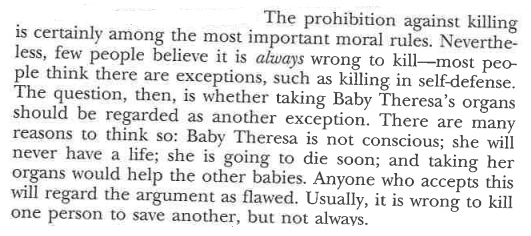 The prohibition against killing
is certainly among the most important moral rules. Neverthe-
less, few people believe it is always wrong to kill—most peo-
ple think there are exceptions, such as killing in self-defense.
The question, then, is whether taking Baby Theresa's organs
should be regarded as another exception. There are many
reasons to think so: Baby Theresa is not conscious; she will
never have a life; she is going to die soon; and taking her
organs would help the other babies. Anyone who accepts this
will regard the argument as flawed. Usually, it is wrong to kill
one person to save another, but not always.